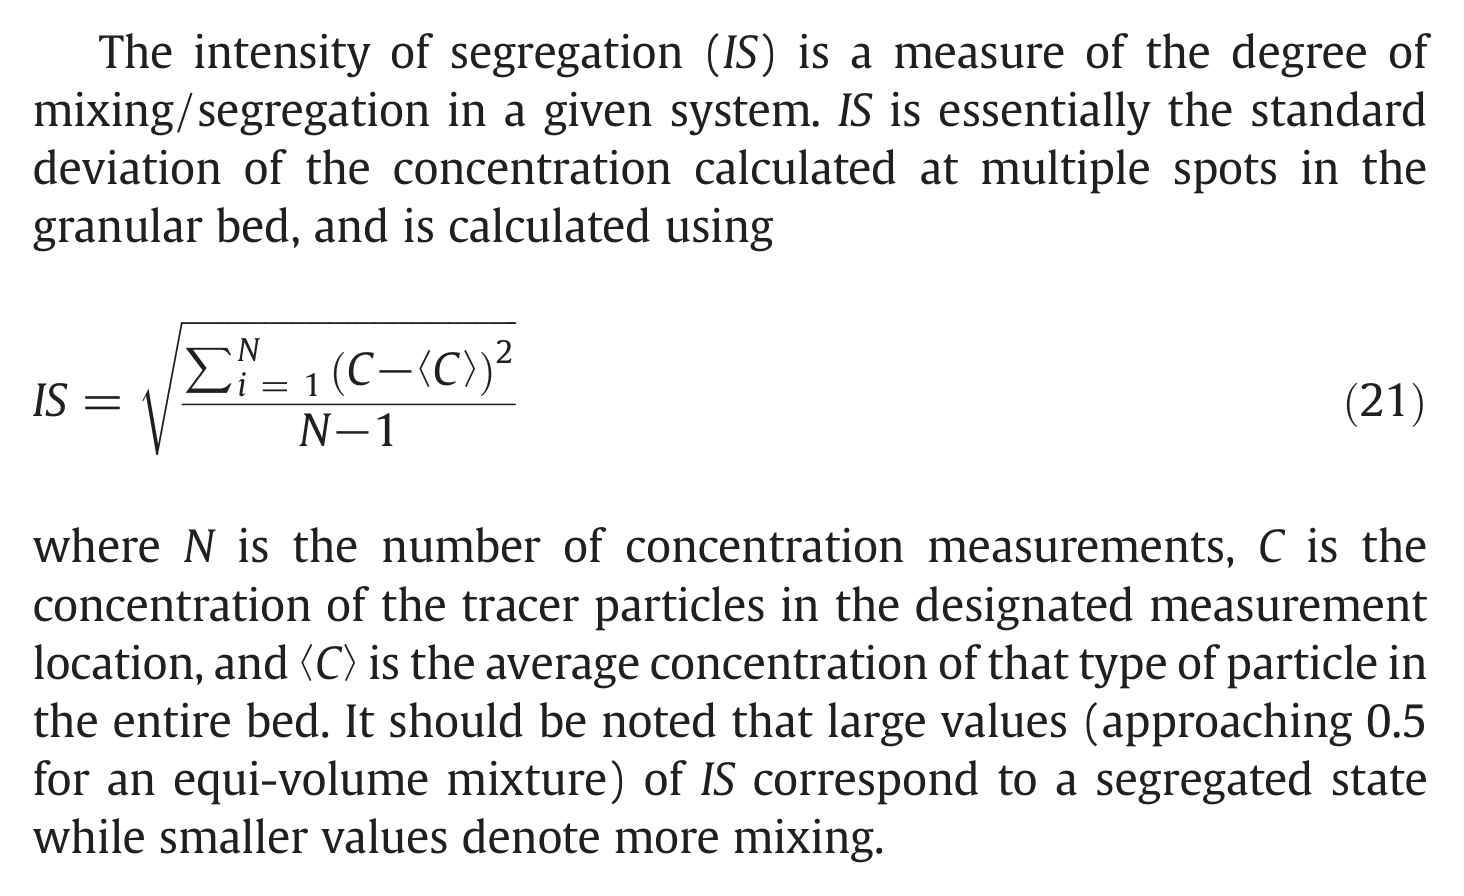 The intensity of segregation (IS) is a measure of the degree of
mixing/segregation in a given system. IS is essentially the standard
deviation of the concentration calculated at multiple spots in the
granular bed, and is calculated using
IS = √(∑_{i = 1}^{N} (C−⟨C⟩)² / N−1) (21)
where N is the number of concentration measurements, C is the
concentration of the tracer particles in the designated measurement
location, and ⟨C⟩ is the average concentration of that type of particle in
the entire bed. It should be noted that large values (approaching 0.5
for an equi-volume mixture) of IS correspond to a segregated state
while smaller values denote more mixing.